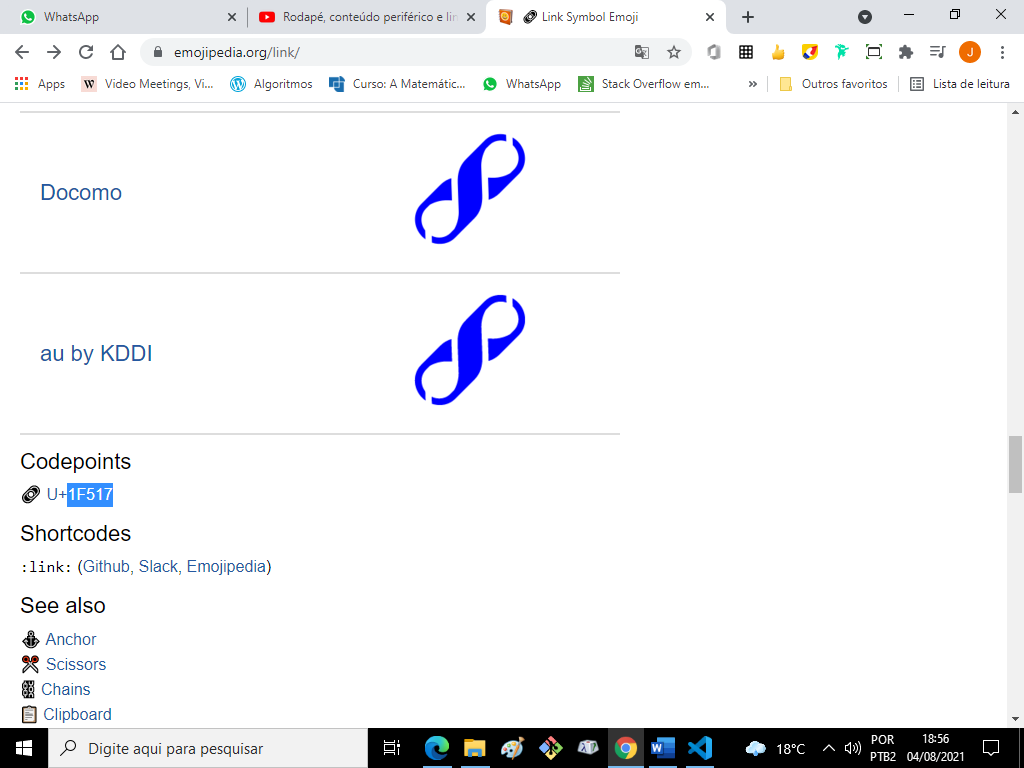 WhatsApp
Rodapé, conteúdo periférico e lin
Link Symbol Emoji
emojipedia.org/link/
Apps
Video Meetings, Vi...
Algoritmos
Curso: A Matemátic...
WhatsApp
Stack Overflow em...
»
Outros favoritos
Lista de leitura
Docomo
au by KDDI
Codepoints
U+1F517
Shortcodes
:link: (Github, Slack, Emojipedia)
See also
Anchor
Scissors
Chains
Clipboard
Digite aqui para pesquisar
18°C
POR
PTB2
18:56
04/08/2021